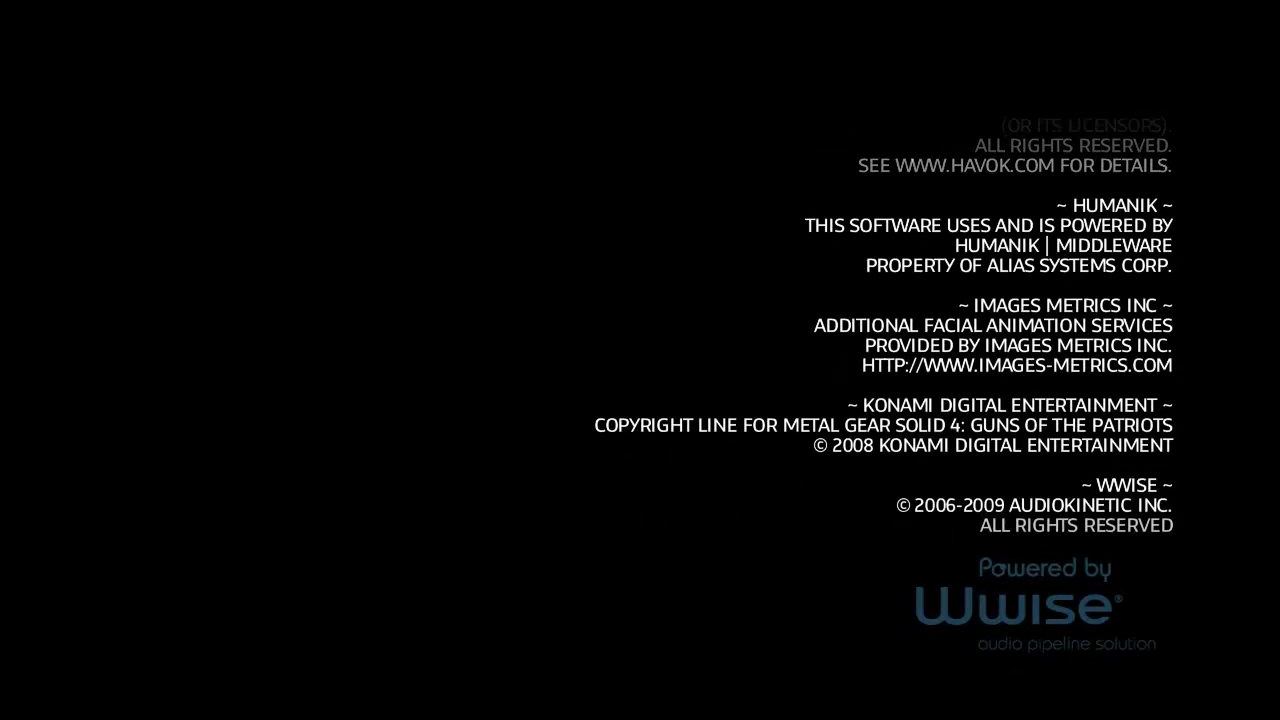 (OR ITS LICENSORS).
ALL RIGHTS RESERVED.
SEE WWW.HAVOK.COM FOR DETAILS.
~ HUMANIK ~
THIS SOFTWARE USES AND IS POWERED BY
HUMANIK | MIDDLEWARE
PROPERTY OF ALIAS SYSTEMS CORP.
~ IMAGES METRICS INC ~
ADDITIONAL FACIAL ANIMATION SERVICES
PROVIDED BY IMAGES METRICS INC.
HTTP://WWW.IMAGES-METRICS.COM
~ KONAMI DIGITAL ENTERTAINMENT ~
COPYRIGHT LINE FOR METAL GEAR SOLID 4: GUNS OF THE PATRIOTS
© 2008 KONAMI DIGITAL ENTERTAINMENT
~ WWISE ~
© 2006-2009 AUDIOKINETIC INC.
ALL RIGHTS RESERVED
Powered by
Wwise®
audio pipeline solution